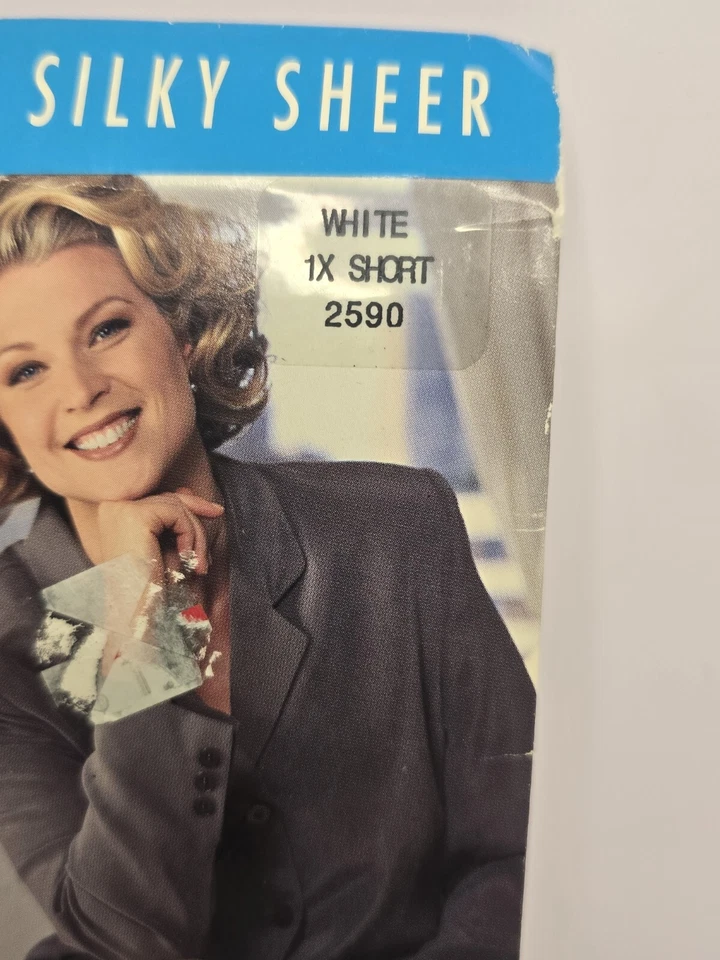 SILKY SHEER
WHITE
1X SHORT
2590